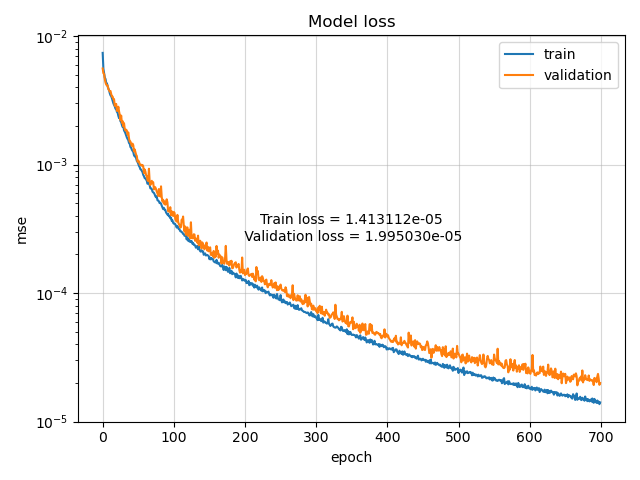 Model loss
train
validation
10⁻²
10⁻³
10⁻⁴
10⁻⁵
mse
Train loss = 1.413112e-05
Validation loss = 1.995030e-05
0 100 200 300 400 500 600 700
epoch